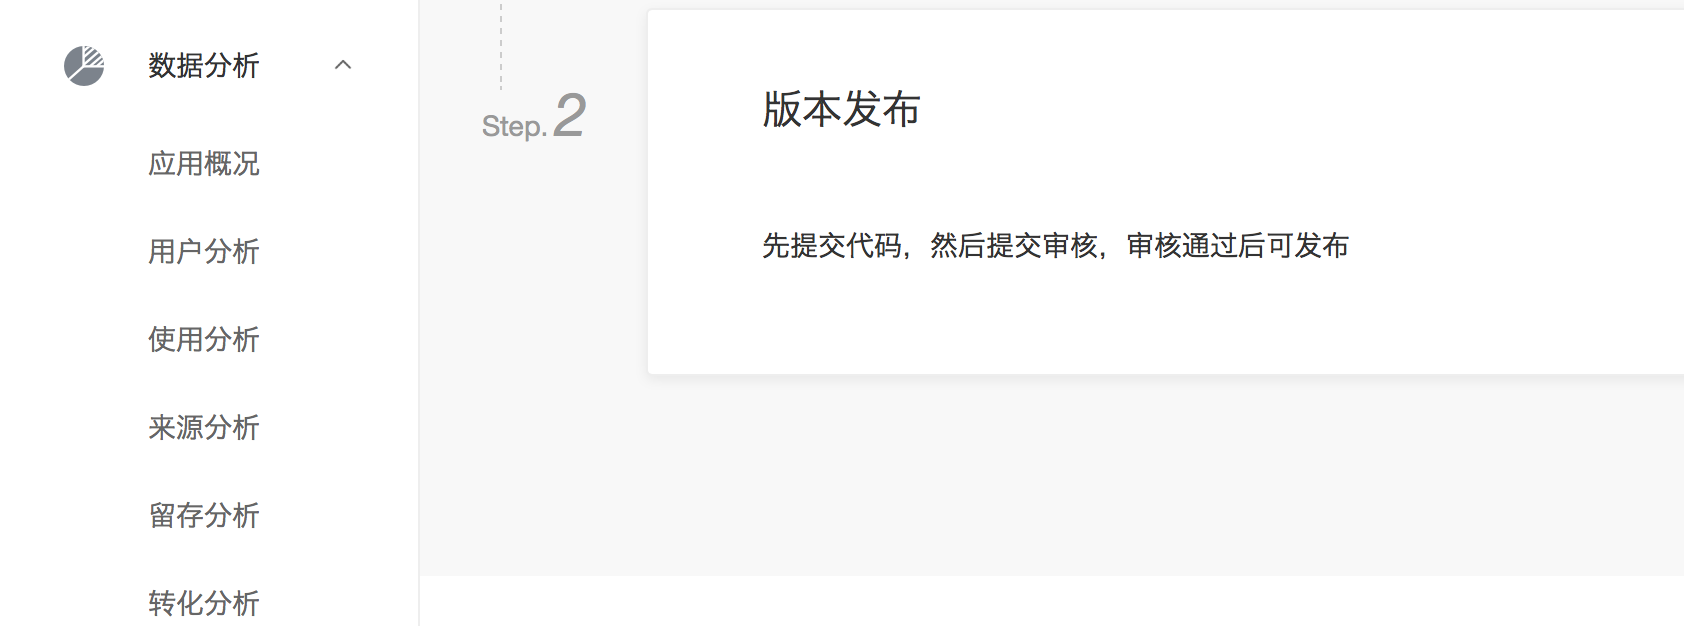 数据分析
应用概况
用户分析
使用分析
来源分析
留存分析
转化分析
Step.2
版本发布
先提交代码，然后提交审核，审核通过后可发布